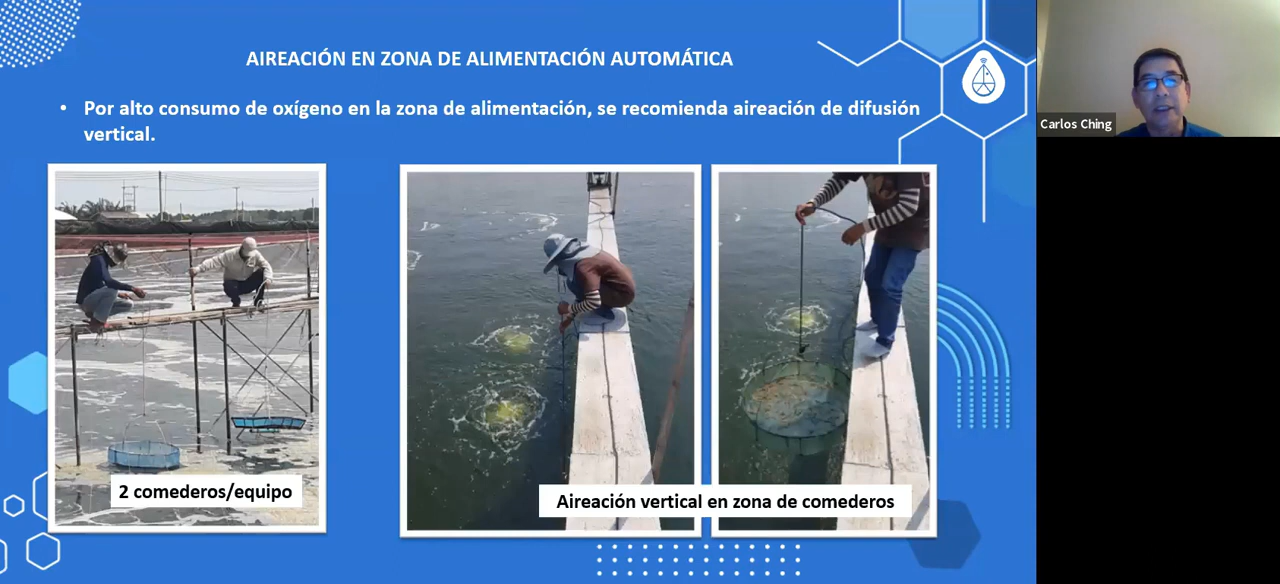 AIREACIÓN EN ZONA DE ALIMENTACIÓN AUTOMÁTICA
• Por alto consumo de oxígeno en la zona de alimentación, se recomienda aireación de difusión
vertical.
2 comederos/equipo
Aireación vertical en zona de comederos
Carlos Ching